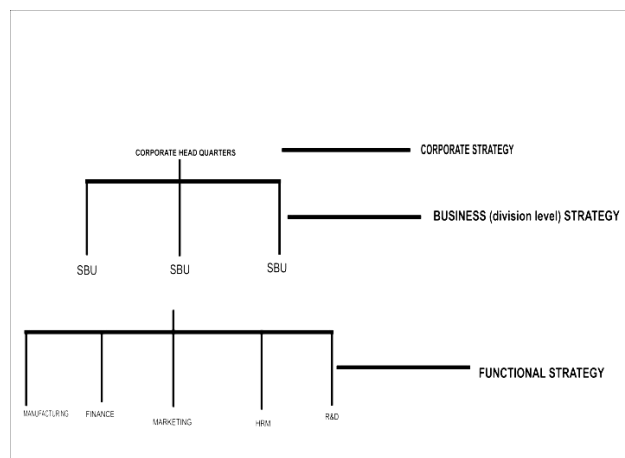 CORPORATE HEAD QUARTERS
CORPORATE STRATEGY
BUSINESS (division level) STRATEGY
SBU
SBU
SBU
FUNCTIONAL STRATEGY
MANUFACTURING
FINANCE
MARKETING
HRM
R&D